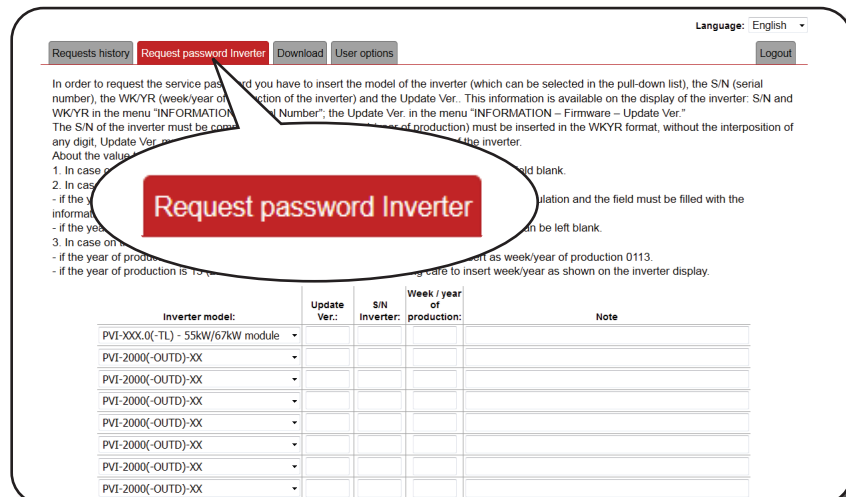 Language: English
Requests history Request password Inverter Download User options Logout
In order to request the service pas rd you have to insert the model of the inverter (which can be selected in the pull-down list), the S/N (serial
number), the WK/YR (week/year of uction of the inverter) and the Update Ver.. This information is available on the display of the inverter: S/N and
WK/YR in the menu "INFORMATION l Number"; the Update Ver. in the menu "INFORMATION – Firmware – Update Ver."
The S/N of the inverter must be com of production) must be inserted in the WKYR format, without the interposition of
any digit, Update Ver. the inverter.
About the value
1. In case field blank.
2. In cas
- if the y ulation and the field must be filled with the
informat
- if the yea an be left blank.
3. In case on t
- if the year of produ ert as week/year of production 0113.
- if the year of production is 13 care to insert week/year as shown on the inverter display.
Request password Inverter
Inverter model: Update Ver.: S/N Inverter: Week / year of production: Note
PVI-XXX.0(-TL) - 55kW/67kW module
PVI-2000(-OUTD)-XX
PVI-2000(-OUTD)-XX
PVI-2000(-OUTD)-XX
PVI-2000(-OUTD)-XX
PVI-2000(-OUTD)-XX
PVI-2000(-OUTD)-XX
PVI-2000(-OUTD)-XX